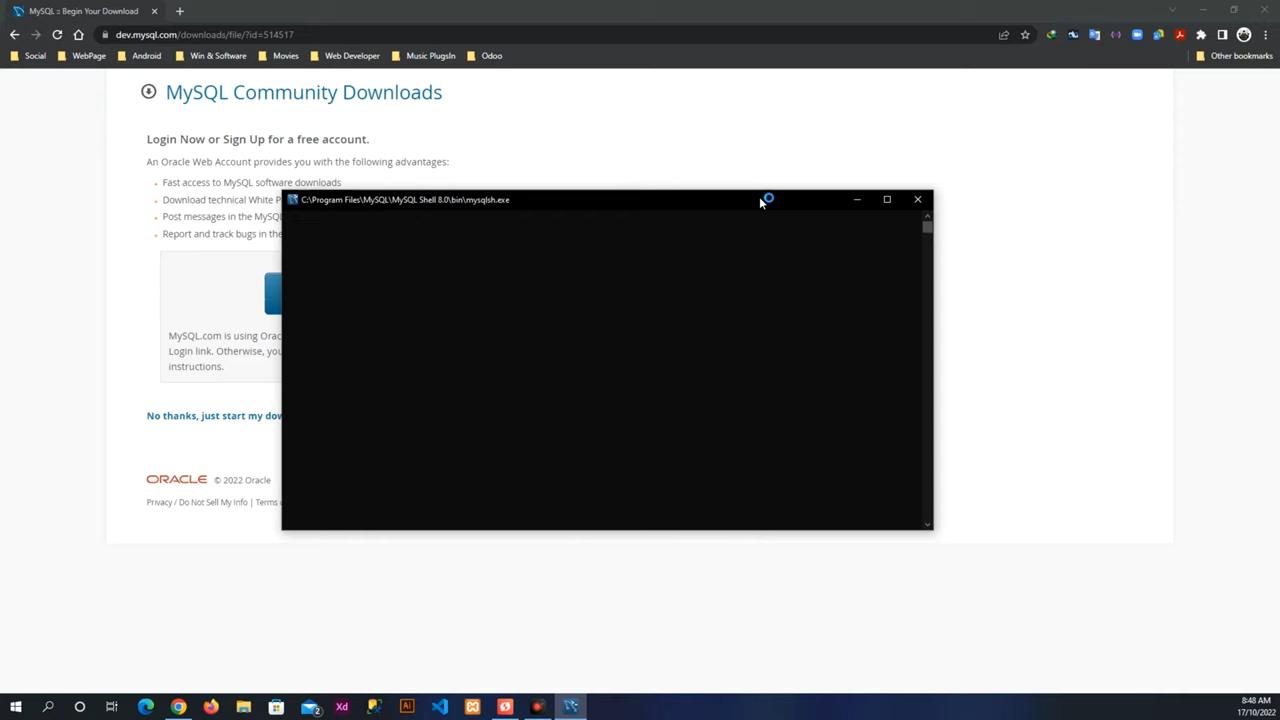 MySQL :: Begin Your Download
dev.mysql.com/downloads/file/?id=514517
Social WebPage Android Win & Software Movies Web Developer Music PlugsIn Odoo Other bookmarks
MySQL Community Downloads
Login Now or Sign Up for a free account.
An Oracle Web Account provides you with the following advantages:
Fast access to MySQL software downloads
Download technical White P
Post messages in the MySQL
Report and track bugs in the
C:\Program Files\MySQL\MySQL Shell 8.0\bin\mysqlsh.exe
MySQL.com is using Orac
Login link. Otherwise, you
instructions.
No thanks, just start my dow
ORACLE © 2022 Oracle
Privacy / Do Not Sell My Info | Terms
2 Xd Ai
8:48 AM
17/10/2022